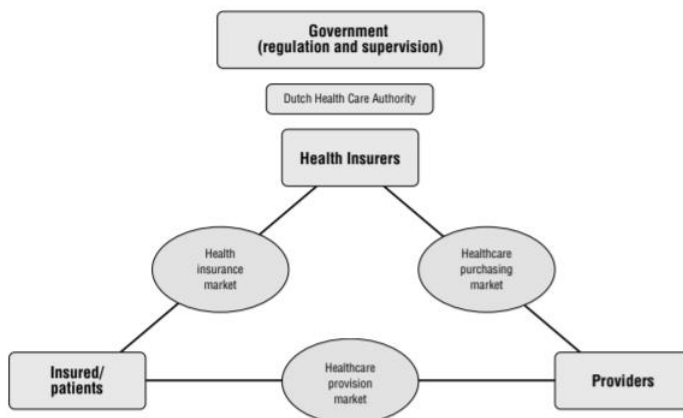 Government
(regulation and supervision)
Dutch Health Care Authority
Health Insurers
Health
insurance
market
Healthcare
purchasing
market
Insured/
patients
Healthcare
provision
market
Providers